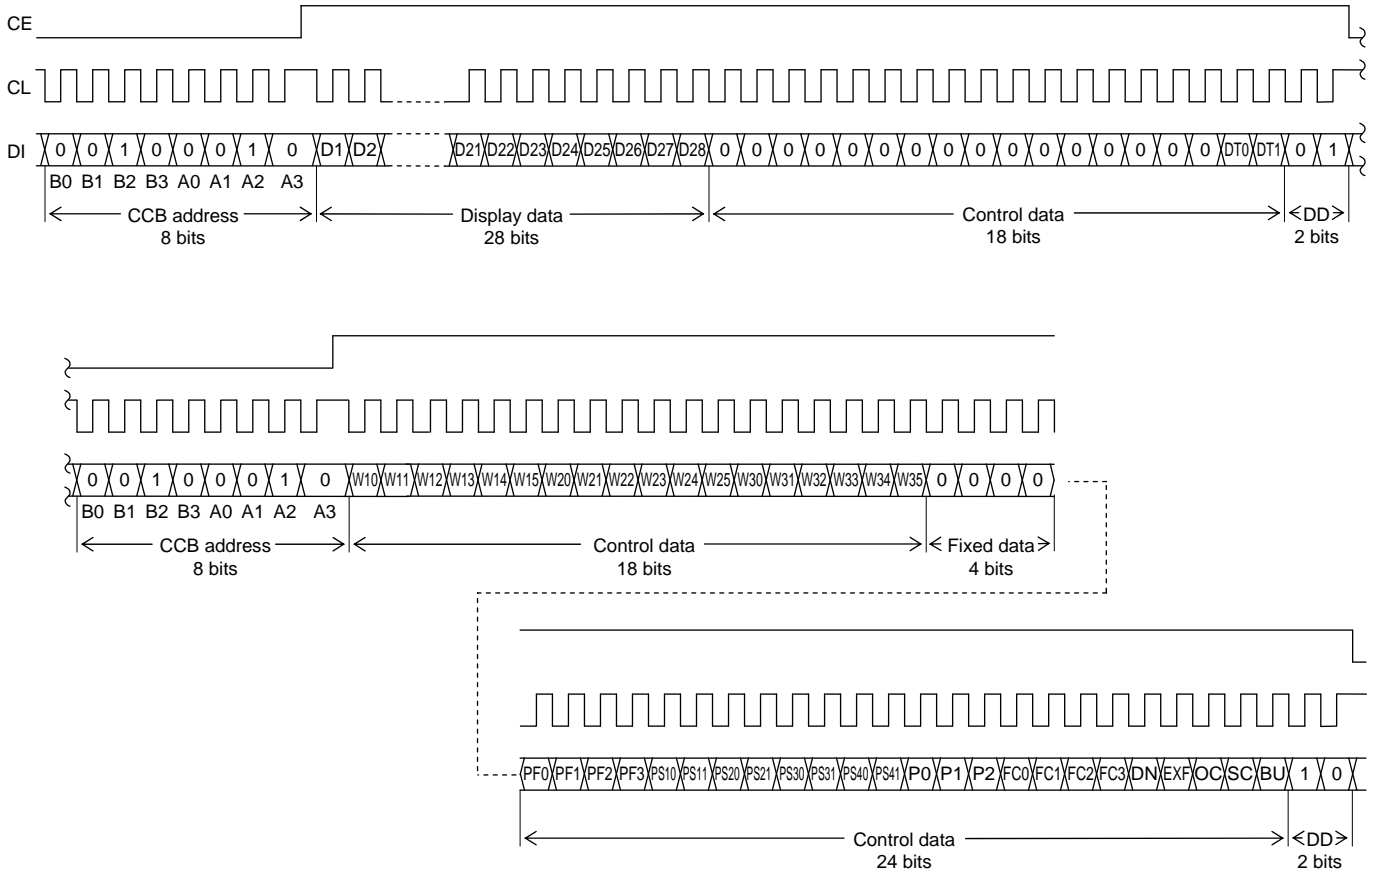 CE
CL
DI 0 0 1 0 0 0 1 0 D1 D2 D21 D22 D23 D24 D25 D26 D27 D28 0 0 0 0 0 0 0 0 0 0 0 0 0 0 0 0 DT0 DT1 0 1
B0 B1 B2 B3 A0 A1 A2 A3
CCB address Display data Control data DD
8 bits 28 bits 18 bits 2 bits
0 0 1 0 0 0 1 0 W10 W11 W12 W13 W14 W15 W20 W21 W22 W23 W24 W25 W30 W31 W32 W33 W34 W35 0 0 0 0
B0 B1 B2 B3 A0 A1 A2 A3
CCB address Control data Fixed data
8 bits 18 bits 4 bits
PF0 PF1 PF2 PF3 PS10 PS11 PS20 PS21 PS30 PS31 PS40 PS41 P0 P1 P2 FC0 FC1 FC2 FC3 DN EXF OC SC BU 1 0
Control data DD
24 bits 2 bits